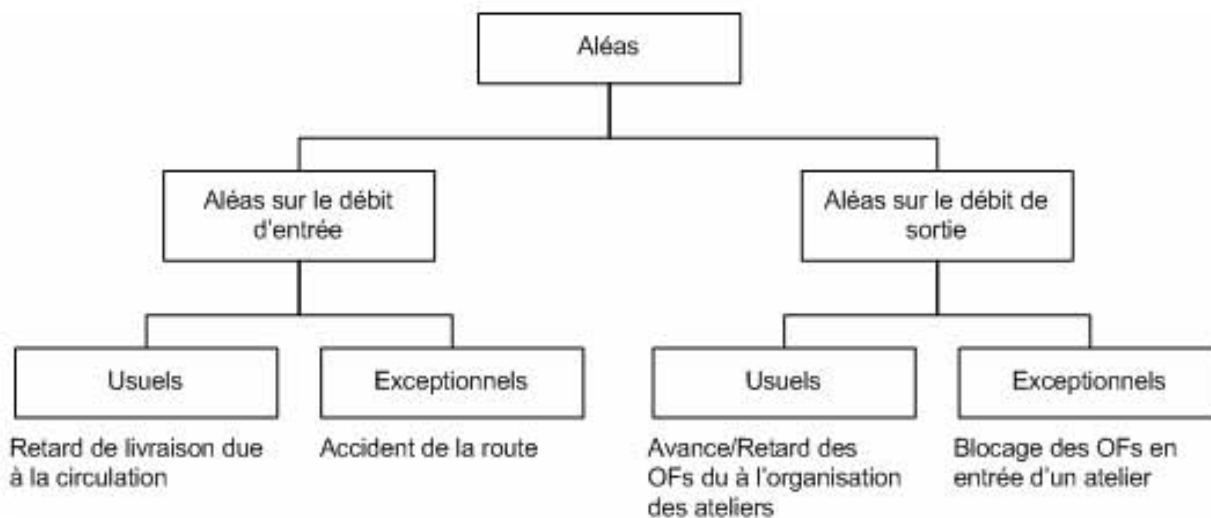 Aléas
Aléas sur le débit
d'entrée
Aléas sur le débit de
sortie
Usuels
Exceptionnels
Usuels
Exceptionnels
Retard de livraison due
à la circulation
Accident de la route
Avance/Retard des
OFs du à l'organisation
des ateliers
Blocage des OFs en
entrée d'un atelier